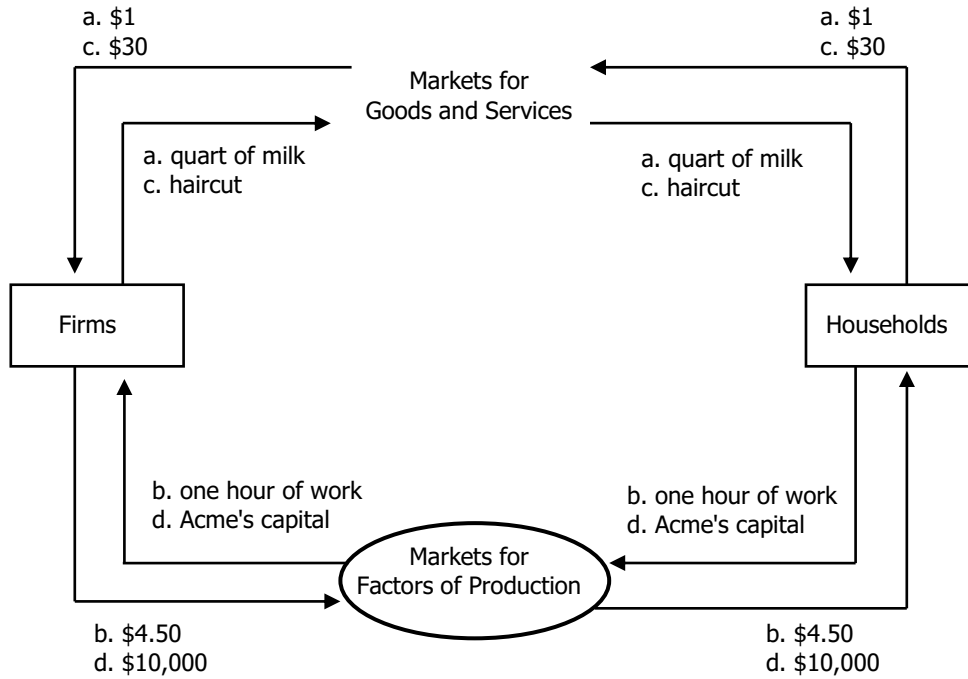 a. $1
c. $30
a. $1
c. $30
Markets for
Goods and Services
a. quart of milk
c. haircut
a. quart of milk
c. haircut
Firms
Households
b. one hour of work
d. Acme's capital
b. one hour of work
d. Acme's capital
Markets for
Factors of Production
b. $4.50
d. $10,000
b. $4.50
d. $10,000